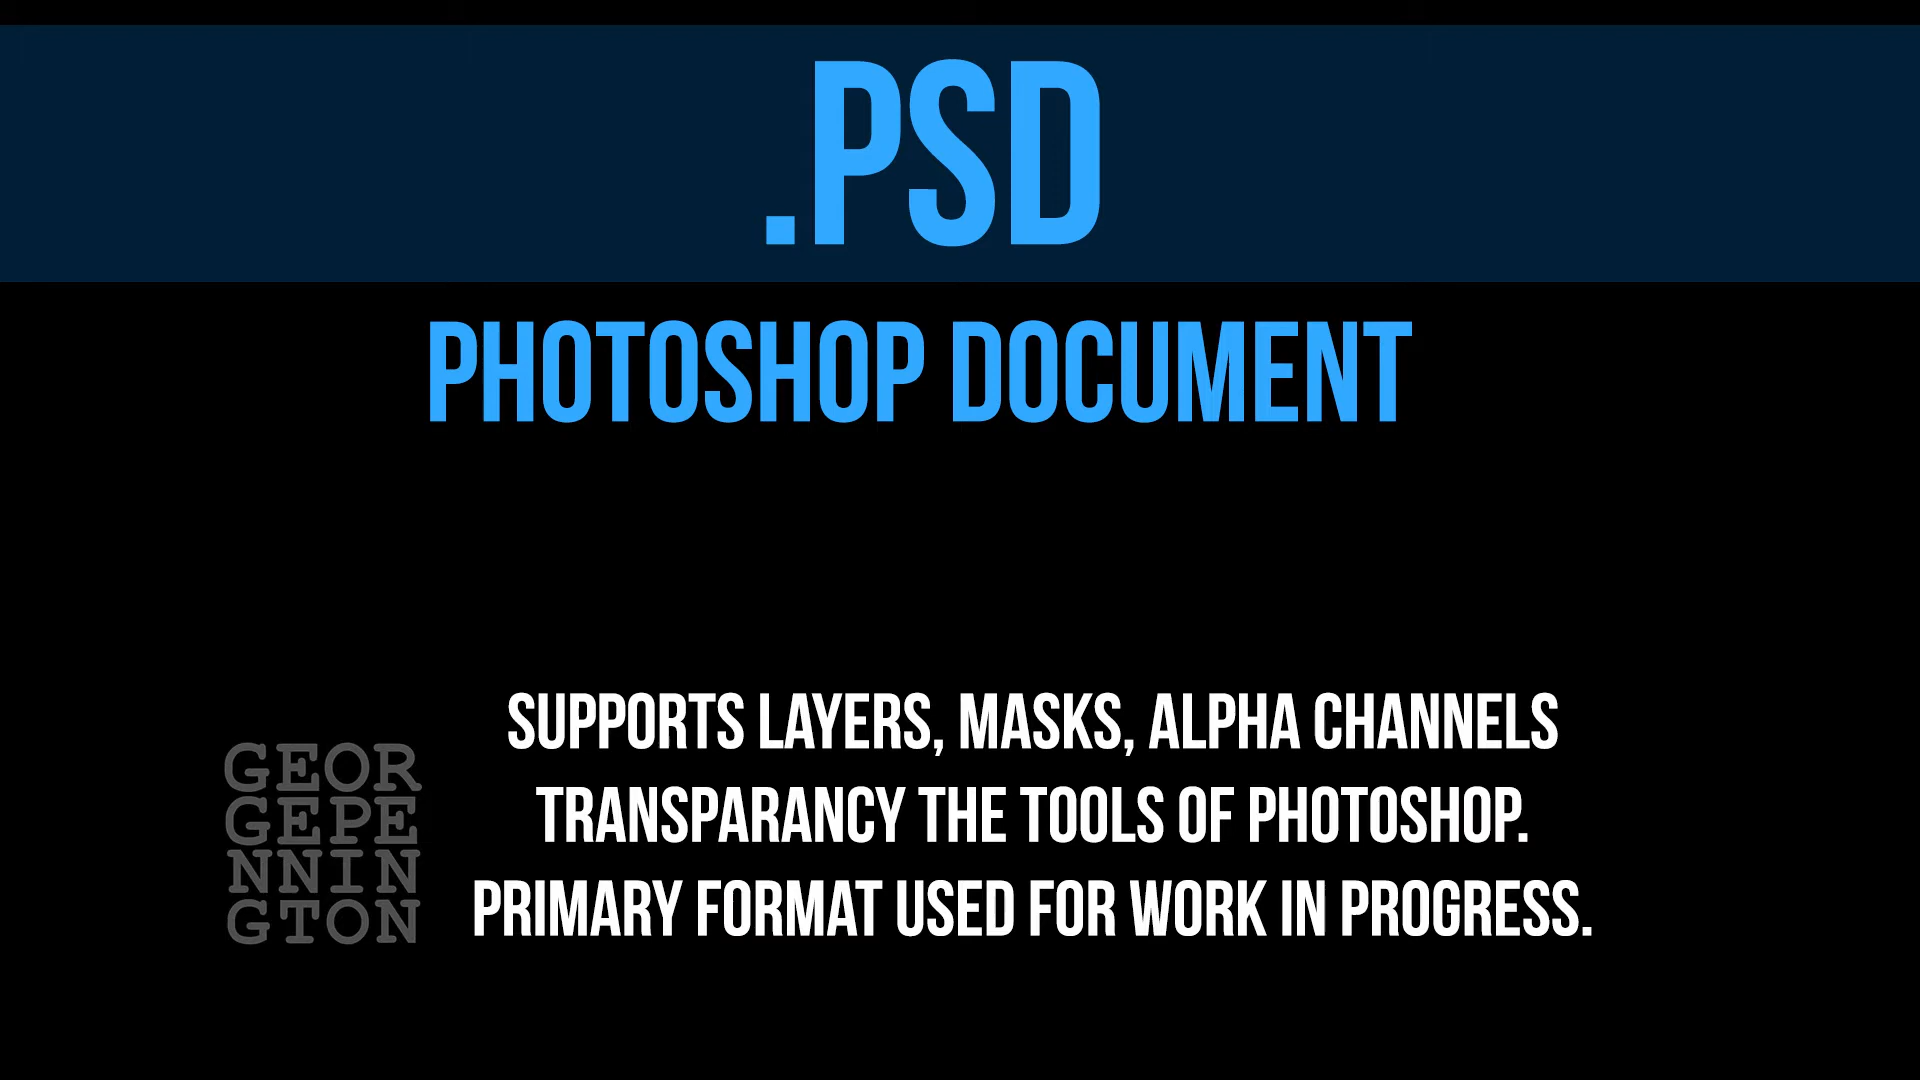 .PSD
PHOTOSHOP DOCUMENT
SUPPORTS LAYERS, MASKS, ALPHA CHANNELS
TRANSPARANCY THE TOOLS OF PHOTOSHOP.
PRIMARY FORMAT USED FOR WORK IN PROGRESS.
GEOR
GEPE
NNIN
GTON